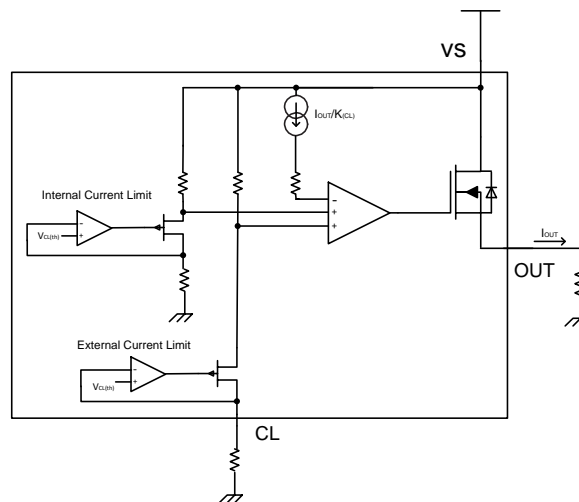 VS
IOUT/K(CL)
Internal Current Limit
-
+
VCL(th)
-
+
+
IOUT
OUT
External Current Limit
-
+
VCL(th)
CL